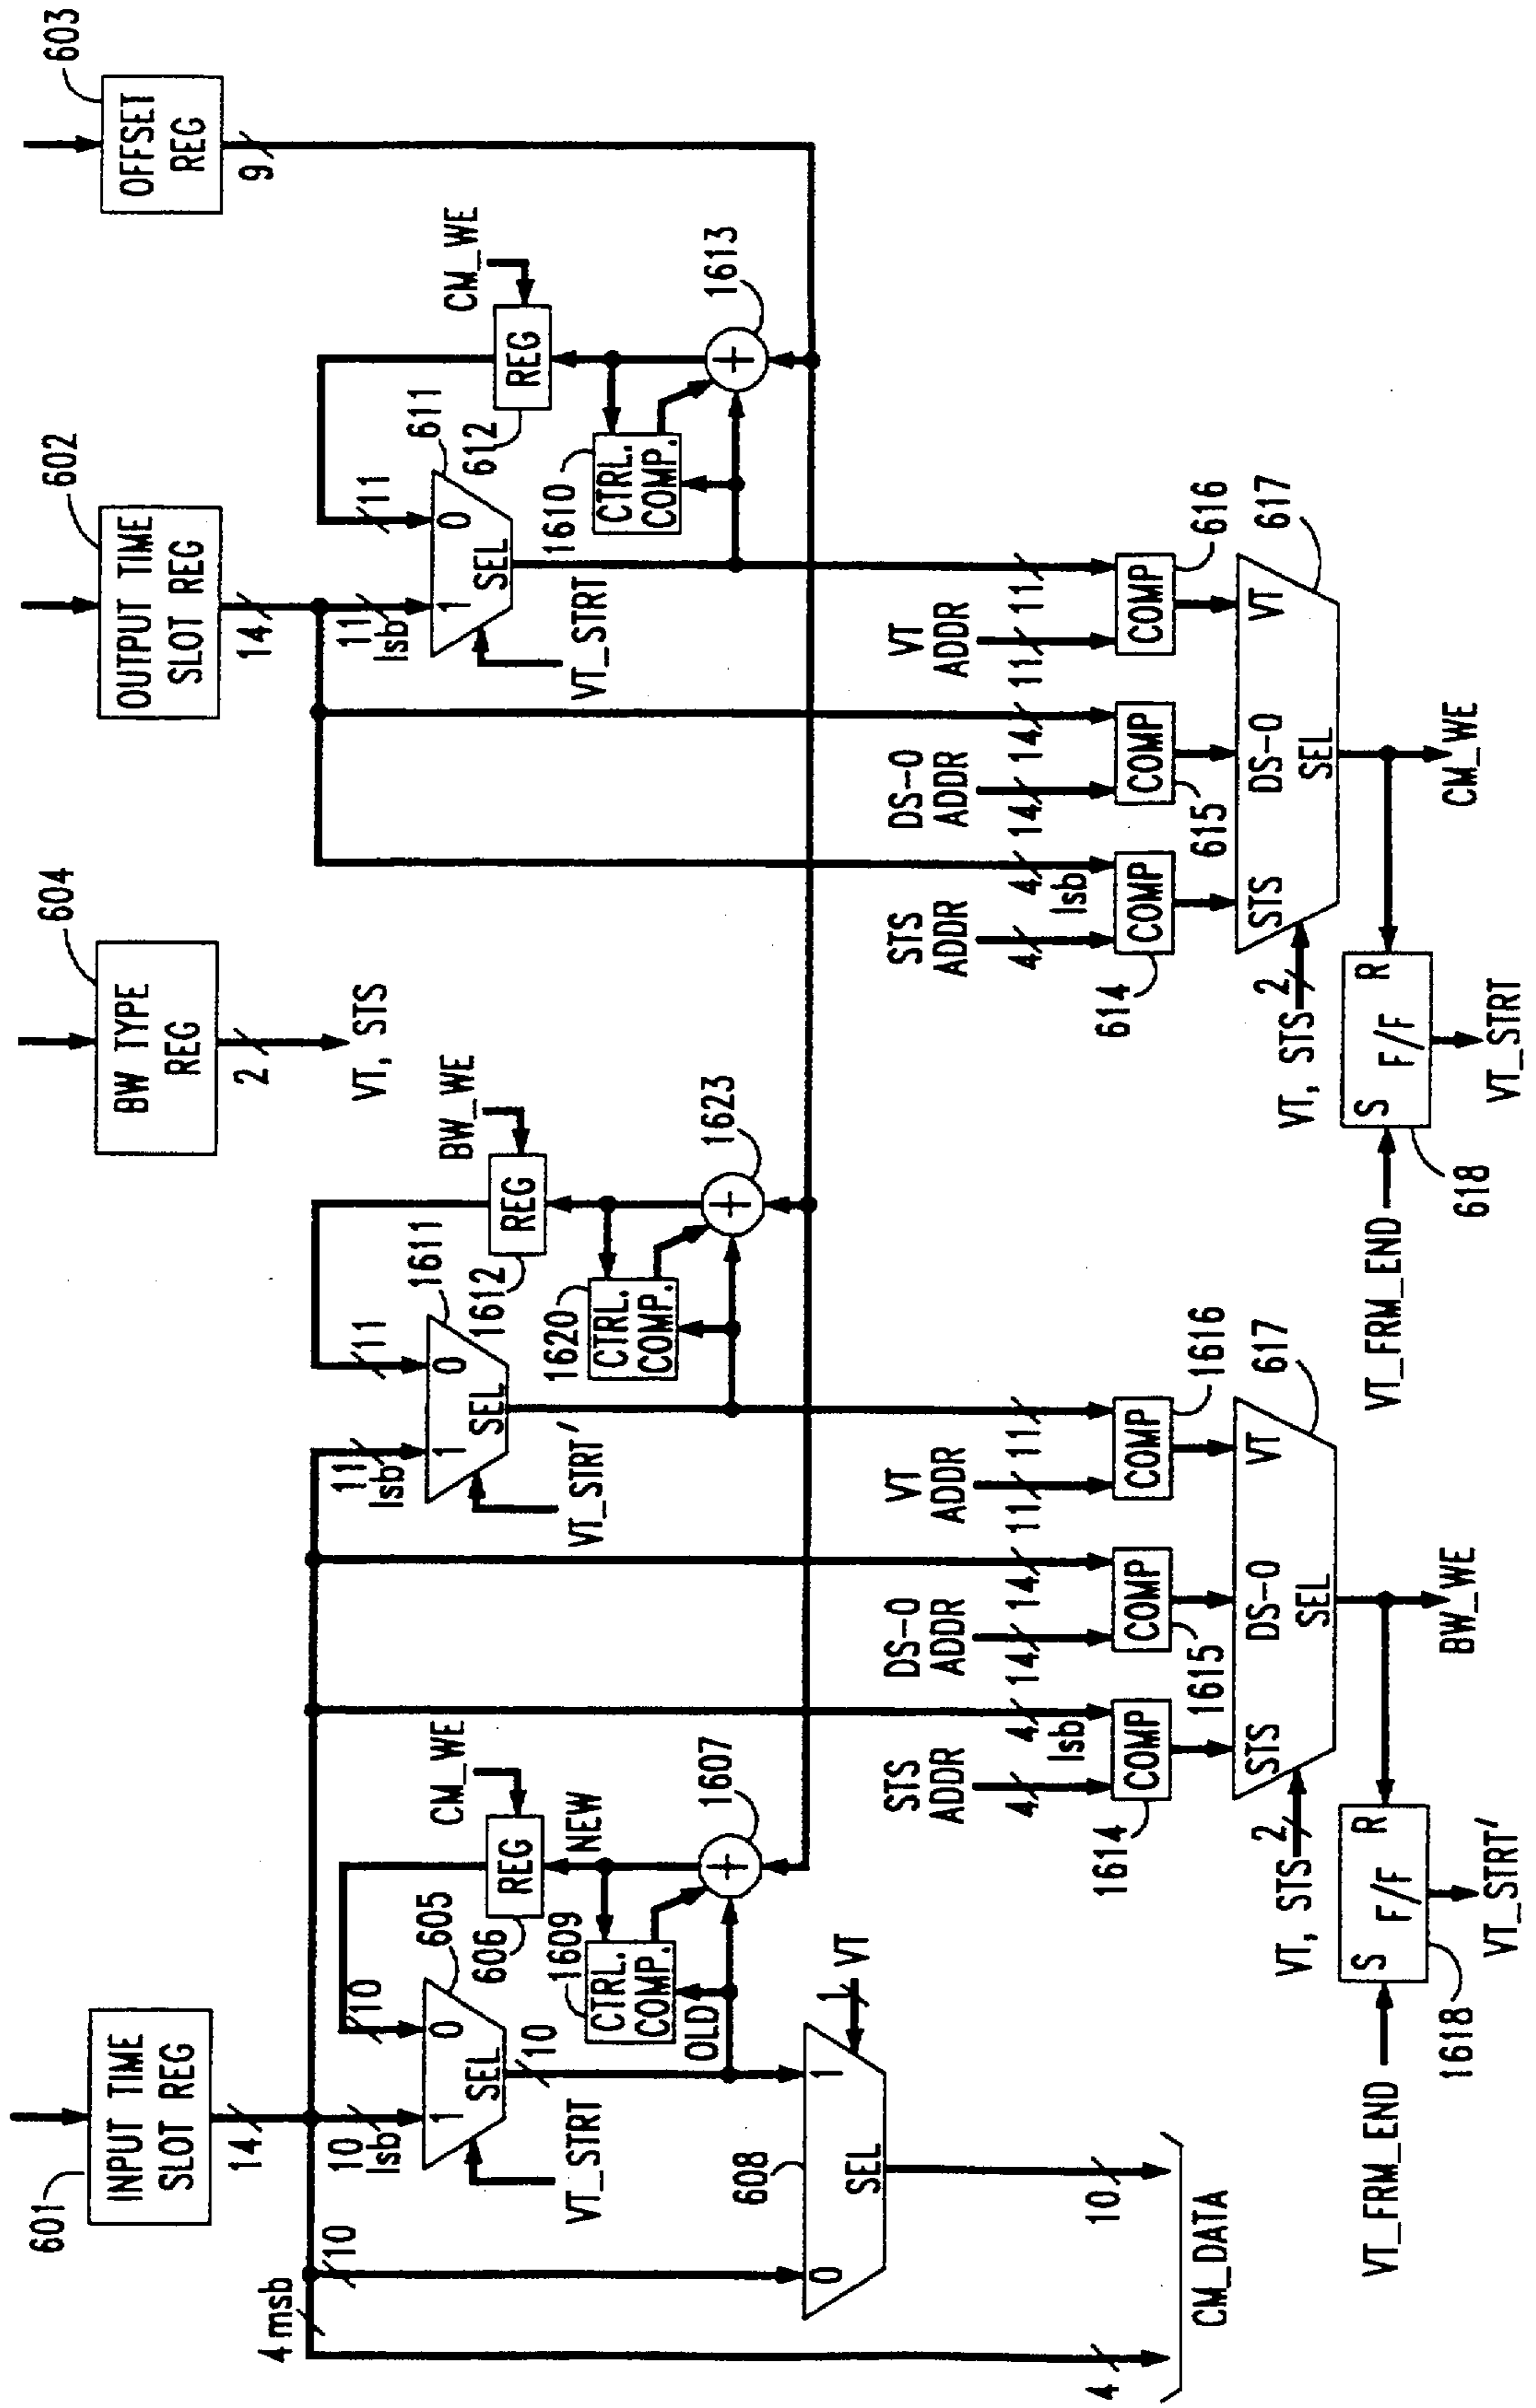 601
INPUT TIME
SLOT REG
14
4 msb
10
10
lsb
10
1
0
SEL
605
VT_STRT
10
606
REG
CM_WE
NEW
1609
CTRL.
COMP.
OLD
+
1607
608
0
1
SEL
1
VT
4
10
CM_DATA
604
BW TYPE
REG
2
VT, STS
11
lsb
11
1
0
SEL
1611
VT_STRT'
1612
REG
BW_WE
1620
CTRL.
COMP.
+
1623
STS
ADDR
DS-0
ADDR
VT
ADDR
4
4
lsb
14
14
11
11
COMP
COMP
COMP
1614
1615
1616
STS
DS-0
VT
SEL
617
VT, STS
2
BW_WE
S
R
F/F
1618
VT_FRM_END
VT_STRT'
602
OUTPUT TIME
SLOT REG
14
11
lsb
11
1
0
SEL
611
VT_STRT
612
REG
CM_WE
1610
CTRL.
COMP.
+
1613
603
OFFSET
REG
9
STS
ADDR
DS-0
ADDR
VT
ADDR
4
4
lsb
14
14
11
11
COMP
COMP
COMP
614
615
616
STS
DS-0
VT
SEL
617
VT, STS
2
CM_WE
S
R
F/F
618
VT_FRM_END
VT_STRT